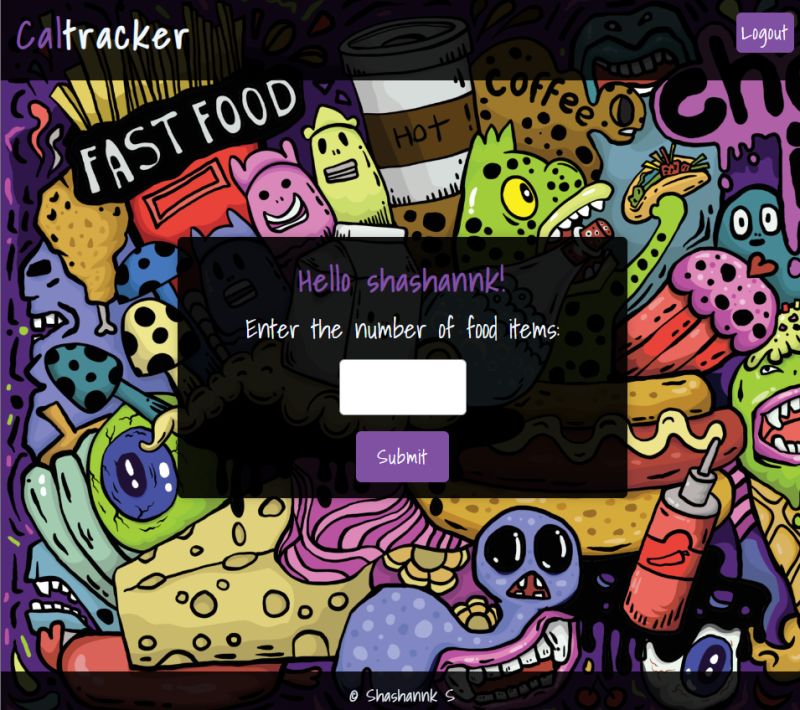 Caltracker
Logout
FAST FOOD
HOT !
Coffee
Hello shashannk!
Enter the number of food items:
Submit
© Shashannk S